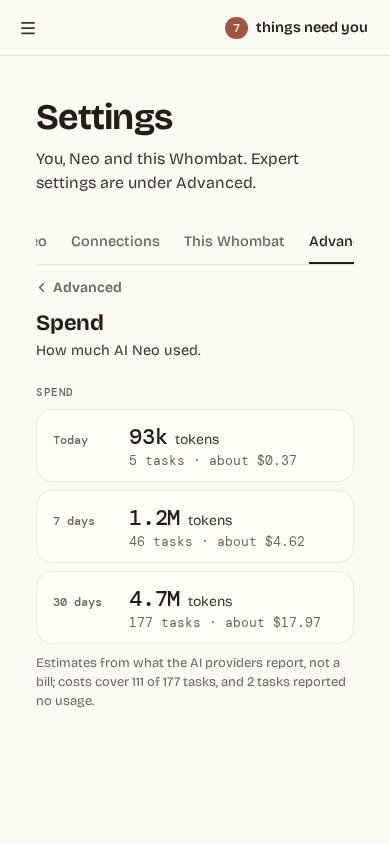 7 things need you
Settings
You, Neo and this Whombat. Expert
settings are under Advanced.
Connections This Whombat
Advanced
Spend
How much AI Neo used.
SPEND
Today 93k tokens
5 tasks · about $0.37
7 days 1.2M tokens
46 tasks · about $4.62
30 days 4.7M tokens
177 tasks · about $17.97
Estimates from what the AI providers report, not a
bill; costs cover 111 of 177 tasks, and 2 tasks reported
no usage.